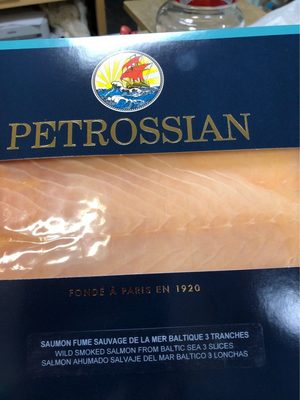 PETROSSIAN
FONDÉ À PARIS EN 1920
SAUMON FUME SAUVAGE DE LA MER BALTIQUE 3 TRANCHES
WILD SMOKED SALMON FROM BALTIC SEA 3 SLICES
SALMON AHUMADO SALVAJE DEL MAR BALTICO 3 LONCHAS